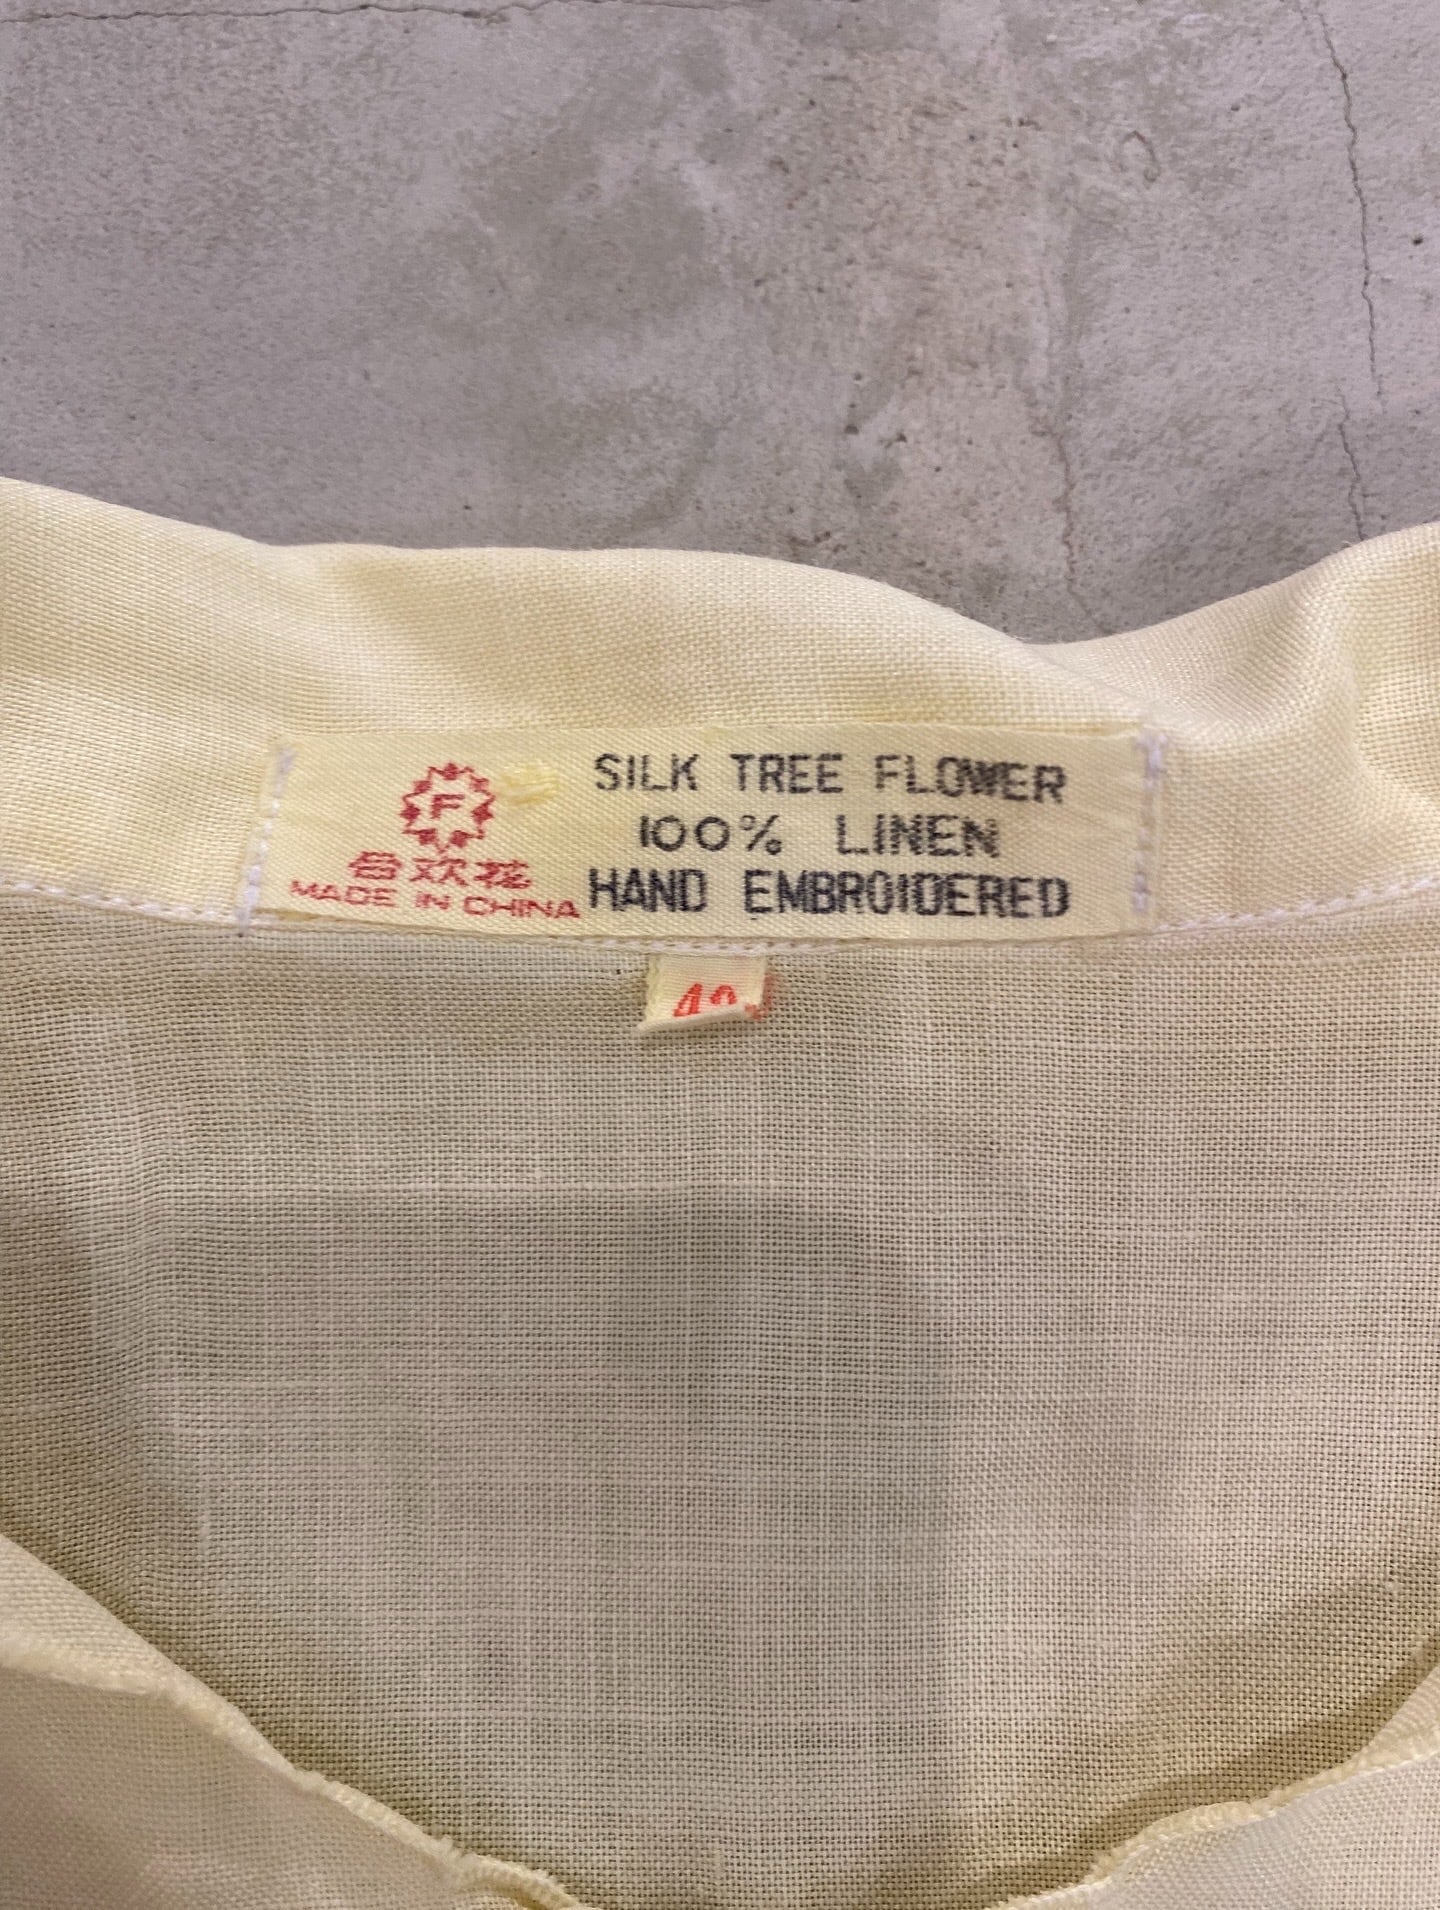 F
合欢花
MADE IN CHINA
SILK TREE FLOWER
100% LINEN
HAND EMBROIDERED